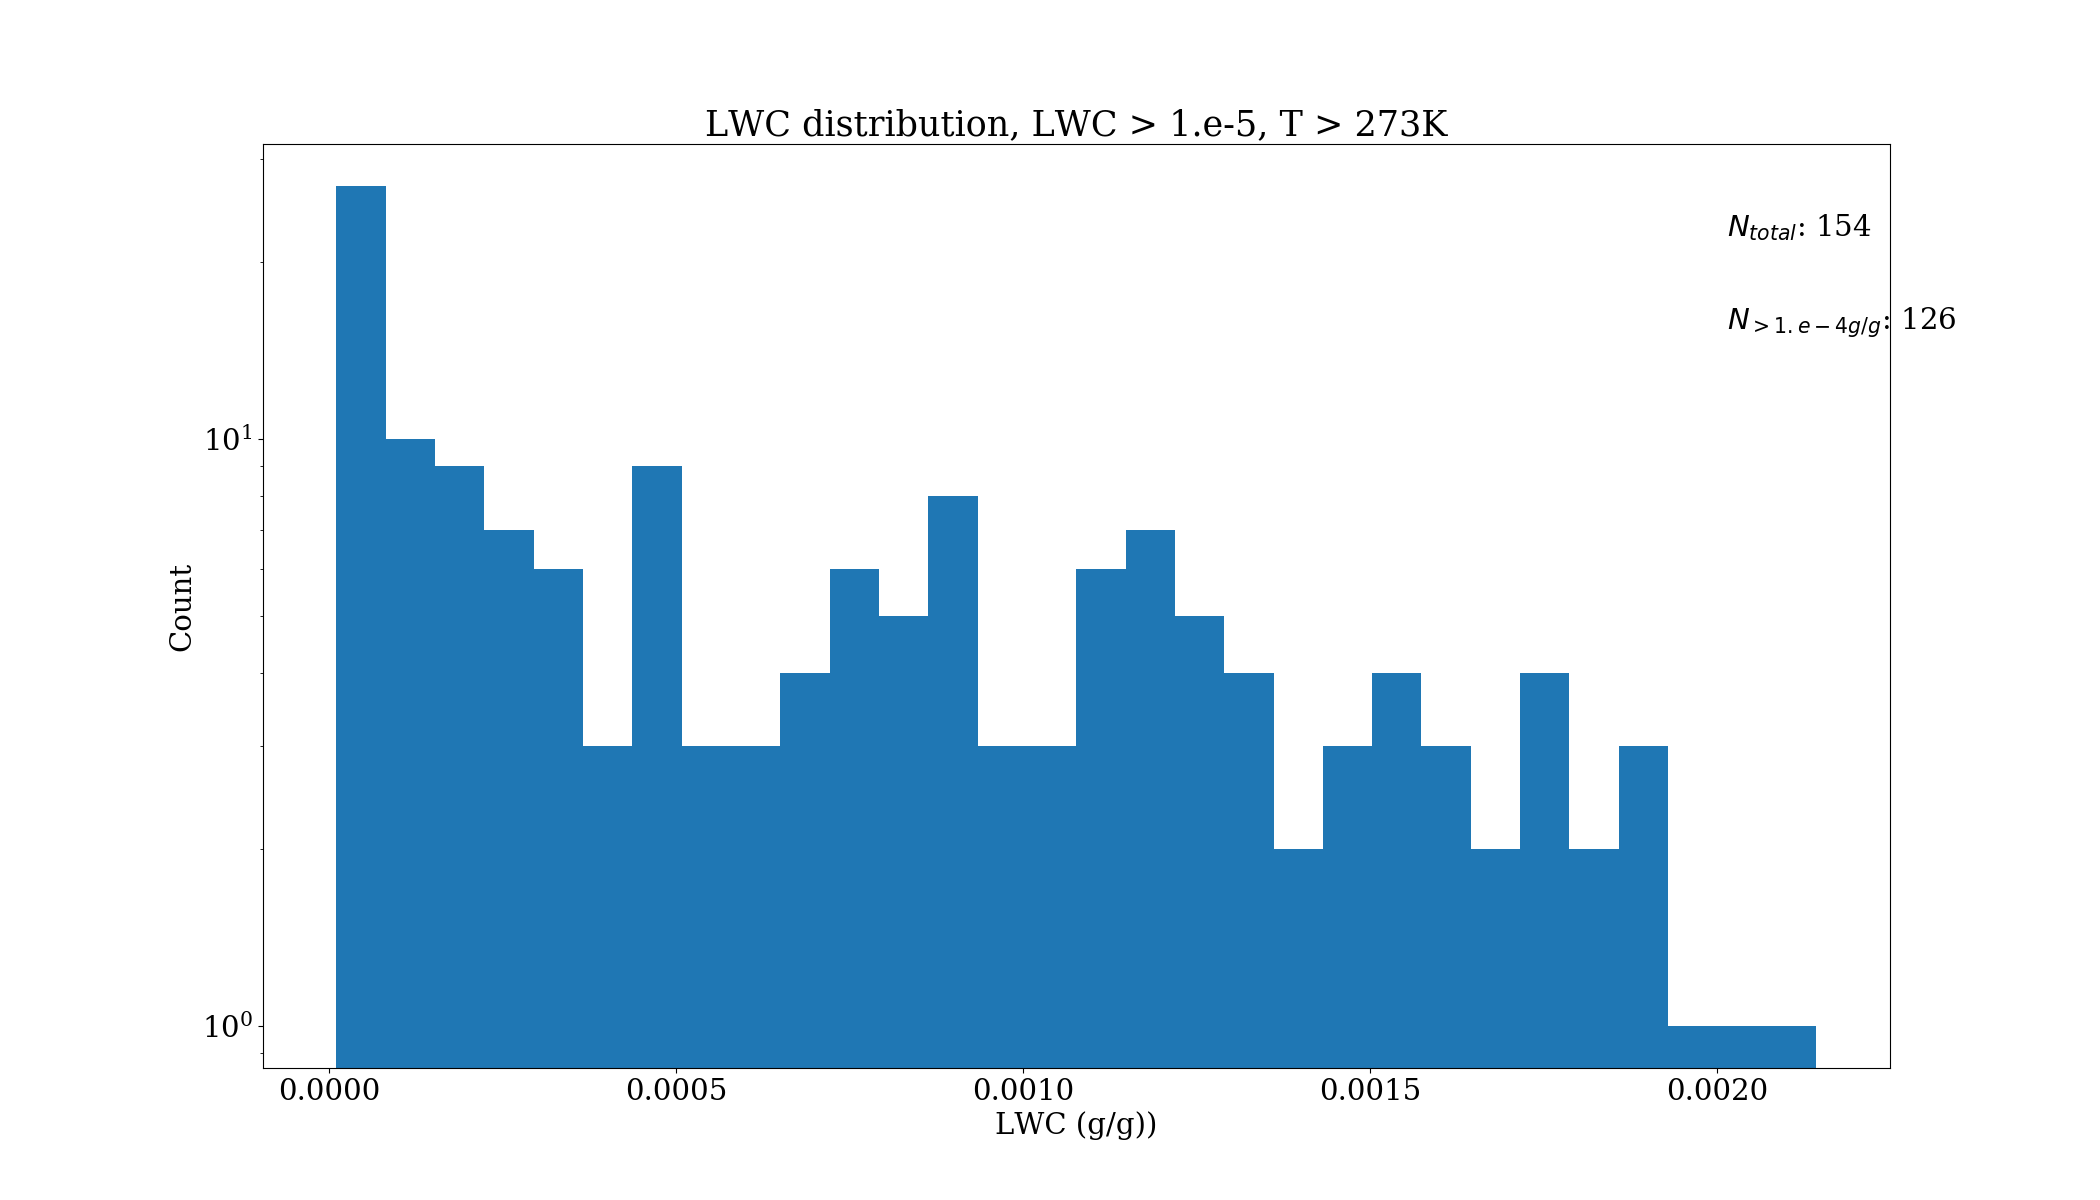 LWC distribution, LWC > 1.e-5, T > 273K
N_total: 154
N_>1.e−4g/g: 126
10^1
10^0
Count
0.0000 0.0005 0.0010 0.0015 0.0020
LWC (g/g))